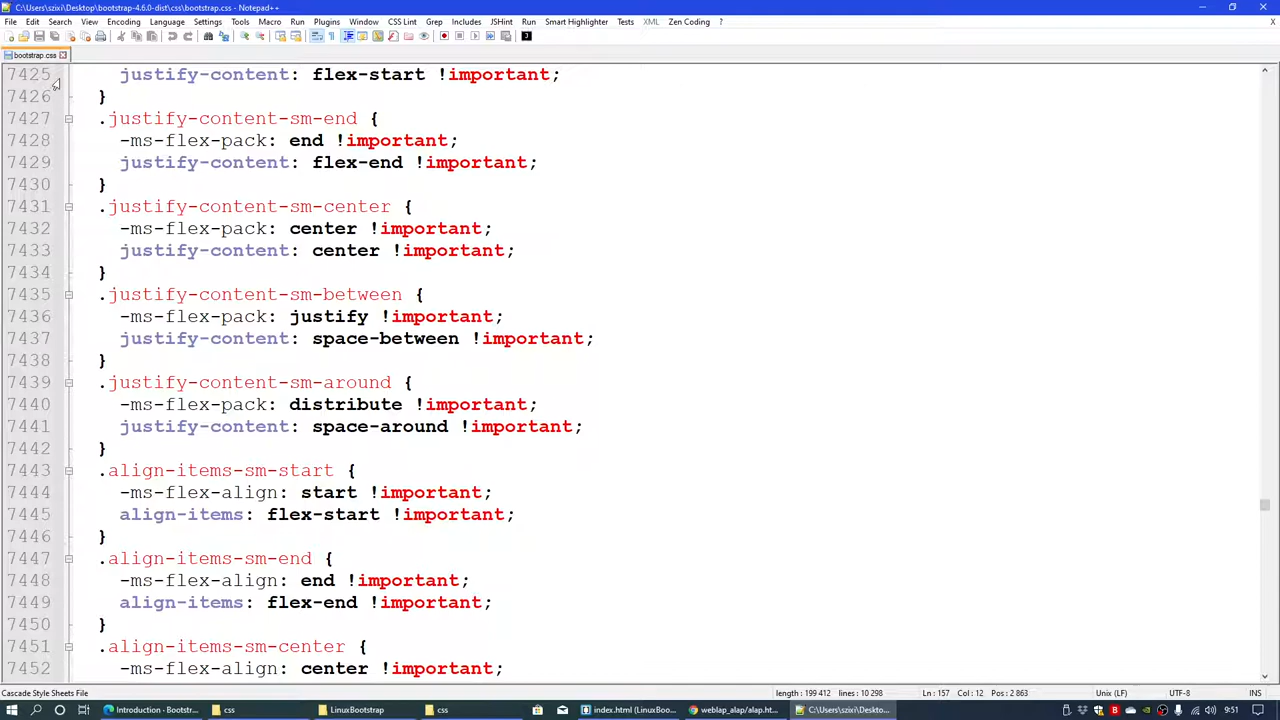 C:\Users\szixi\Desktop\bootstrap-4.6.0-dist\css\bootstrap.css - Notepad++
File Edit Search View Encoding Language Settings Tools Macro Run Plugins Window CSS Lint Grep Includes JSHint Run Smart Highlighter Tests XML Zen Coding ?
bootstrap.css
7425 justify-content: flex-start !important;
7426 }
7427 .justify-content-sm-end {
7428 -ms-flex-pack: end !important;
7429 justify-content: flex-end !important;
7430 }
7431 .justify-content-sm-center {
7432 -ms-flex-pack: center !important;
7433 justify-content: center !important;
7434 }
7435 .justify-content-sm-between {
7436 -ms-flex-pack: justify !important;
7437 justify-content: space-between !important;
7438 }
7439 .justify-content-sm-around {
7440 -ms-flex-pack: distribute !important;
7441 justify-content: space-around !important;
7442 }
7443 .align-items-sm-start {
7444 -ms-flex-align: start !important;
7445 align-items: flex-start !important;
7446 }
7447 .align-items-sm-end {
7448 -ms-flex-align: end !important;
7449 align-items: flex-end !important;
7450 }
7451 .align-items-sm-center {
7452 -ms-flex-align: center !important;
Cascade Style Sheets File length : 199 412 lines : 10 298 Ln : 157 Col : 12 Pos : 2 863 Unix (LF) UTF-8 INS
Introduction - Bootstr... css LinuxBootstrap css index.html (LinuxBoo... weblap_alap/alap.ht... C:\Users\szixi\Deskto... 9:51